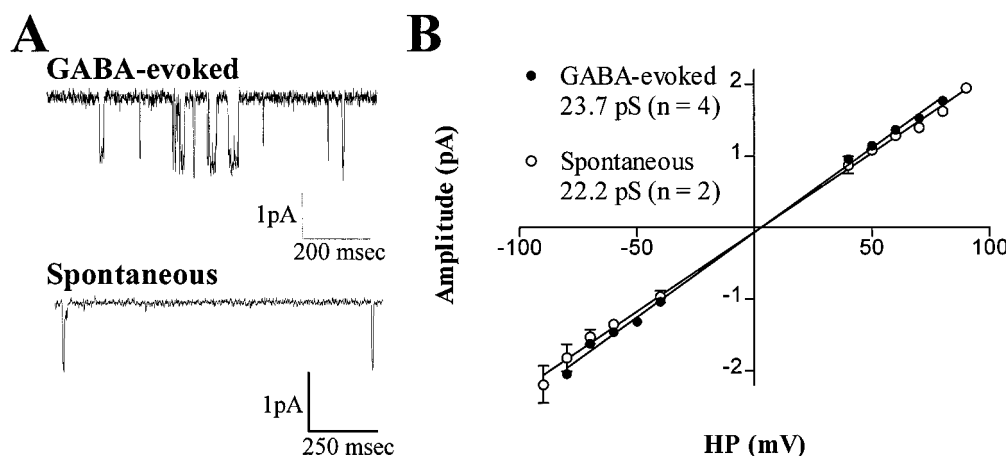 A
GABA-evoked
1pA
200 msec
Spontaneous
1pA
250 msec
B
GABA-evoked
23.7 pS (n = 4)
Spontaneous
22.2 pS (n = 2)
Amplitude (pA)
2
1
-100
-50
50
100
-1
-2
HP (mV)